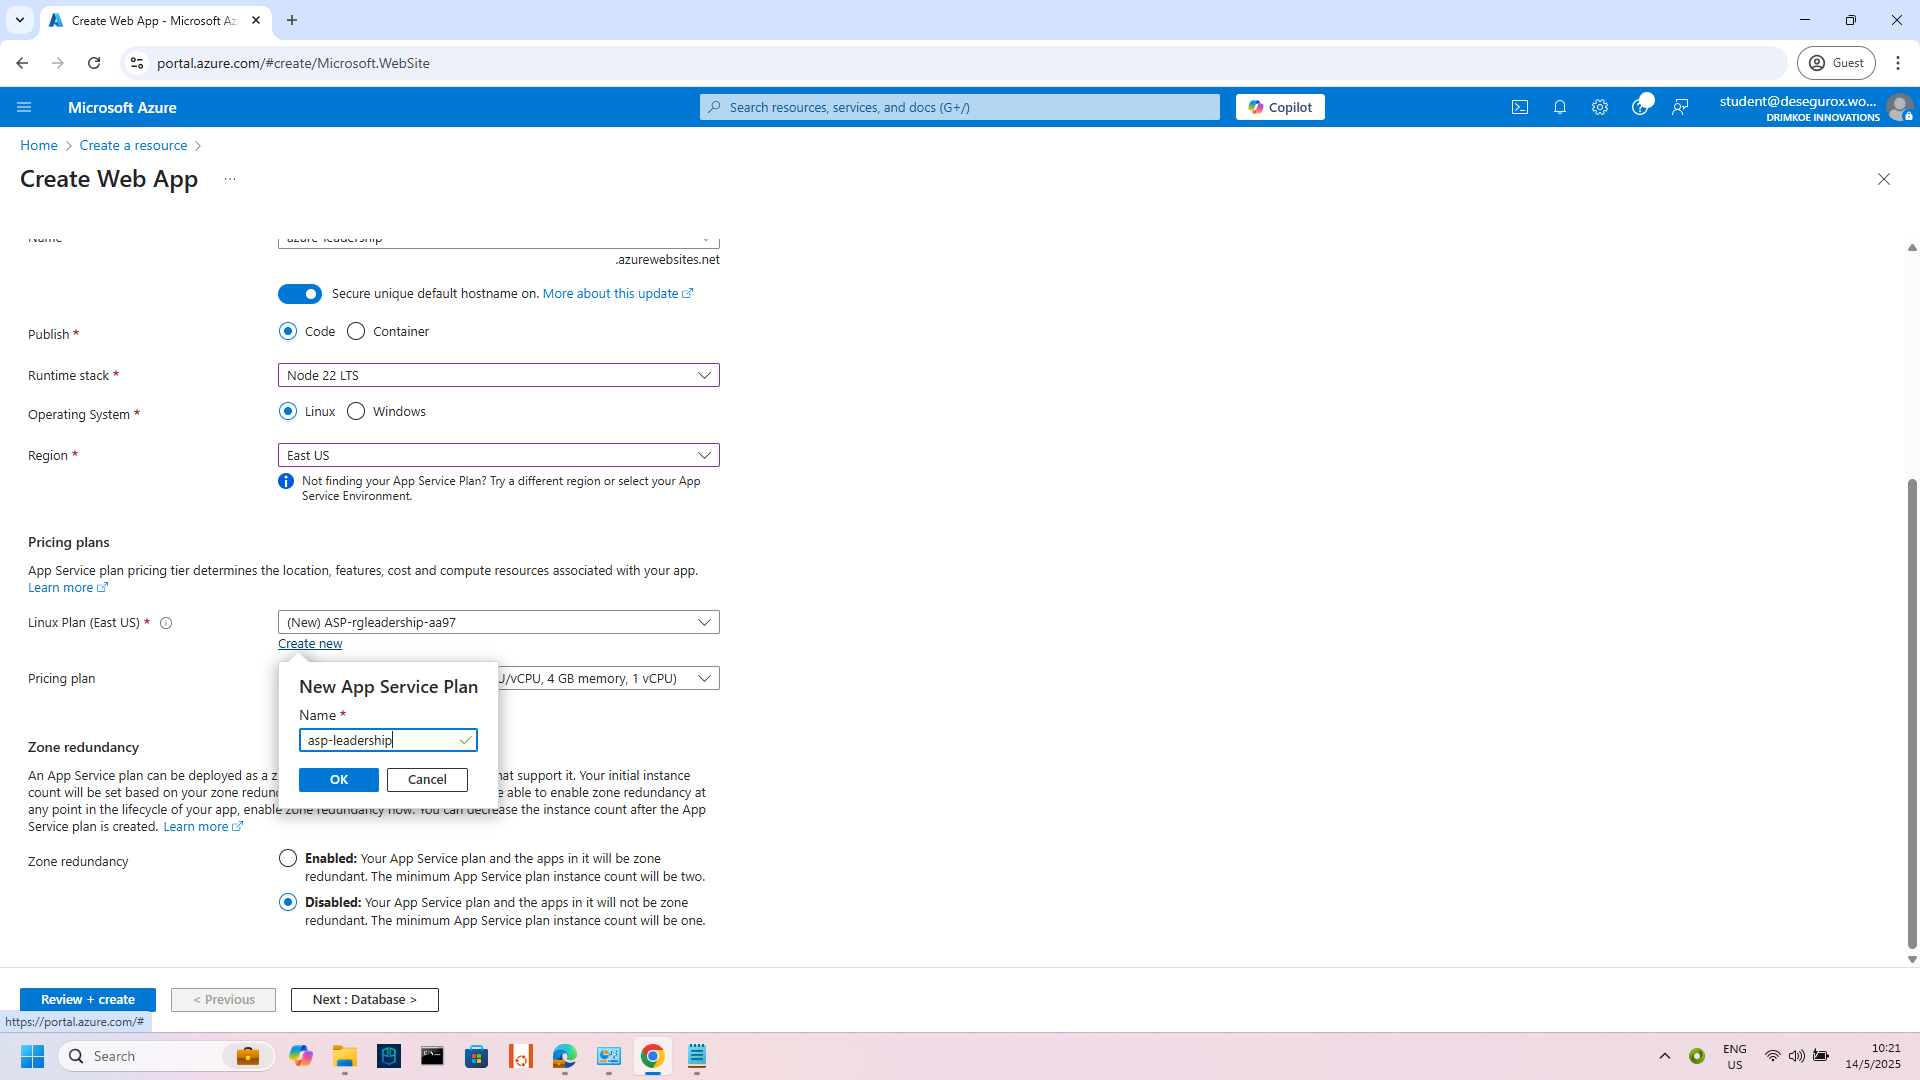 Create Web App - Microsoft Az
portal.azure.com/#create/Microsoft.WebSite
Guest
Microsoft Azure
Search resources, services, and docs (G+/)
Copilot
student@desegurox.wo...
DRIMKOE INNOVATIONS
Home
Create a resource
Create Web App
...
Name
azure-leadership
.azurewebsites.net
Secure unique default hostname on. More about this update
Publish *
Code
Container
Runtime stack *
Node 22 LTS
Operating System *
Linux
Windows
Region *
East US
Not finding your App Service Plan? Try a different region or select your App
Service Environment.
Pricing plans
App Service plan pricing tier determines the location, features, cost and compute resources associated with your app.
Learn more
Linux Plan (East US) *
(New) ASP-rgleadership-aa97
Create new
Pricing plan
U/vCPU, 4 GB memory, 1 vCPU)
New App Service Plan
Name *
asp-leadership
OK
Cancel
Zone redundancy
An App Service plan can be deployed as a z
hat support it. Your initial instance
count will be set based on your zone redun
e able to enable zone redundancy at
any point in the lifecycle of your app, enable zone redundancy now. You can decrease the instance count after the App
Service plan is created. Learn more
Zone redundancy
Enabled: Your App Service plan and the apps in it will be zone
redundant. The minimum App Service plan instance count will be two.
Disabled: Your App Service plan and the apps in it will not be zone
redundant. The minimum App Service plan instance count will be one.
Review + create
< Previous
Next : Database >
https://portal.azure.com/#
Search
ENG
US
10:21
14/5/2025